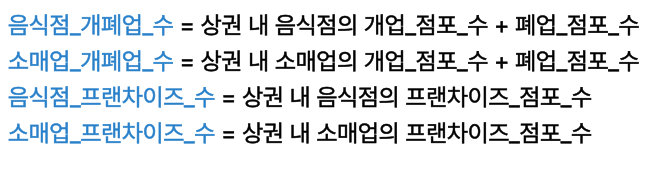 음식점_개폐업_수 = 상권 내 음식점의 개업_점포_수 + 폐업_점포_수
소매업_개폐업_수 = 상권 내 소매업의 개업_점포_수 + 폐업_점포_수
음식점_프랜차이즈_수 = 상권 내 음식점의 프랜차이즈_점포_수
소매업_프랜차이즈_수 = 상권 내 소매업의 프랜차이즈_점포_수